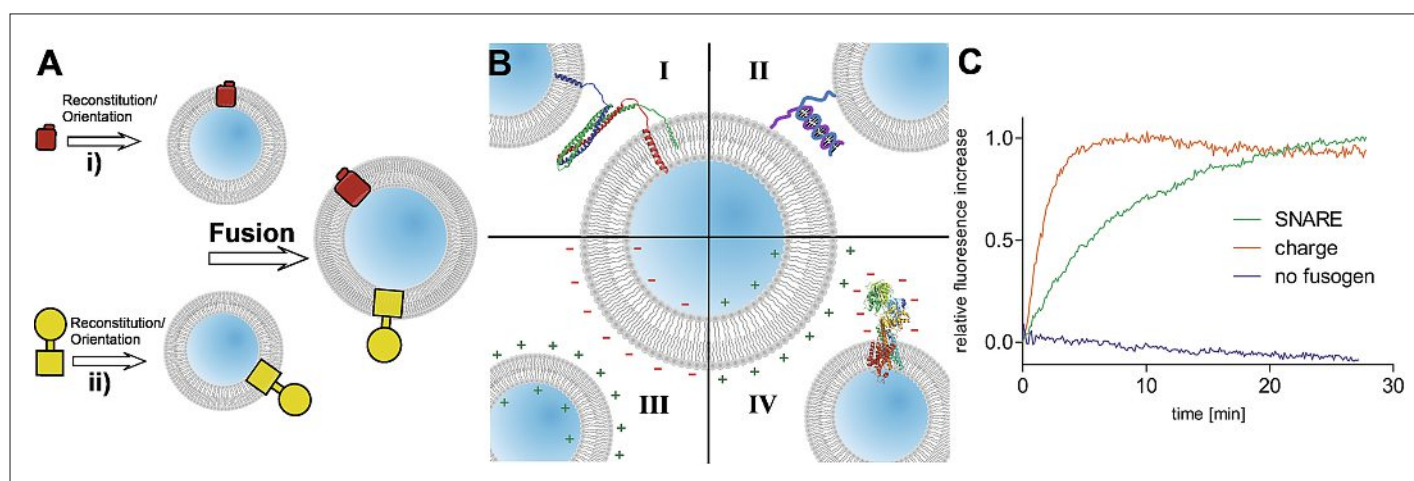 A
Reconstitution/
Orientation
i)
Fusion
Reconstitution/
Orientation
ii)
B
I
II
III
IV
C
relative fluoresence increase
1.0
0.5
0.0
SNARE
charge
no fusogen
0
10
20
30
time [min]